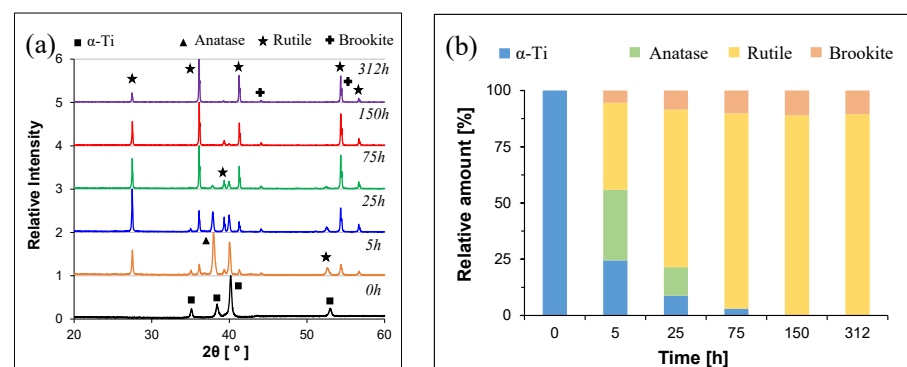 (a)
α-Ti Anatase Rutile Brookite
6
312h
5
150h
4
75h
3
25h
2
5h
1
0h
0
20 30 40 50 60
Relative Intensity
2θ [ º ]
(b)
α-Ti Anatase Rutile Brookite
100
75
50
25
0
0 5 25 75 150 312
Relative amount [%]
Time [h]